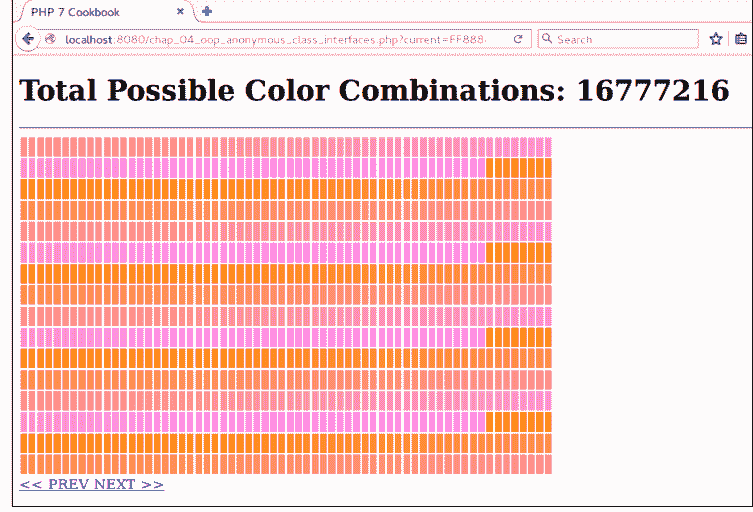 PHP 7 Cookbook
localhost:8080/chap_04_oop_anonymous_class_interfaces.php?current=FF888
Search
Total Possible Color Combinations: 16777216
<< PREV NEXT >>